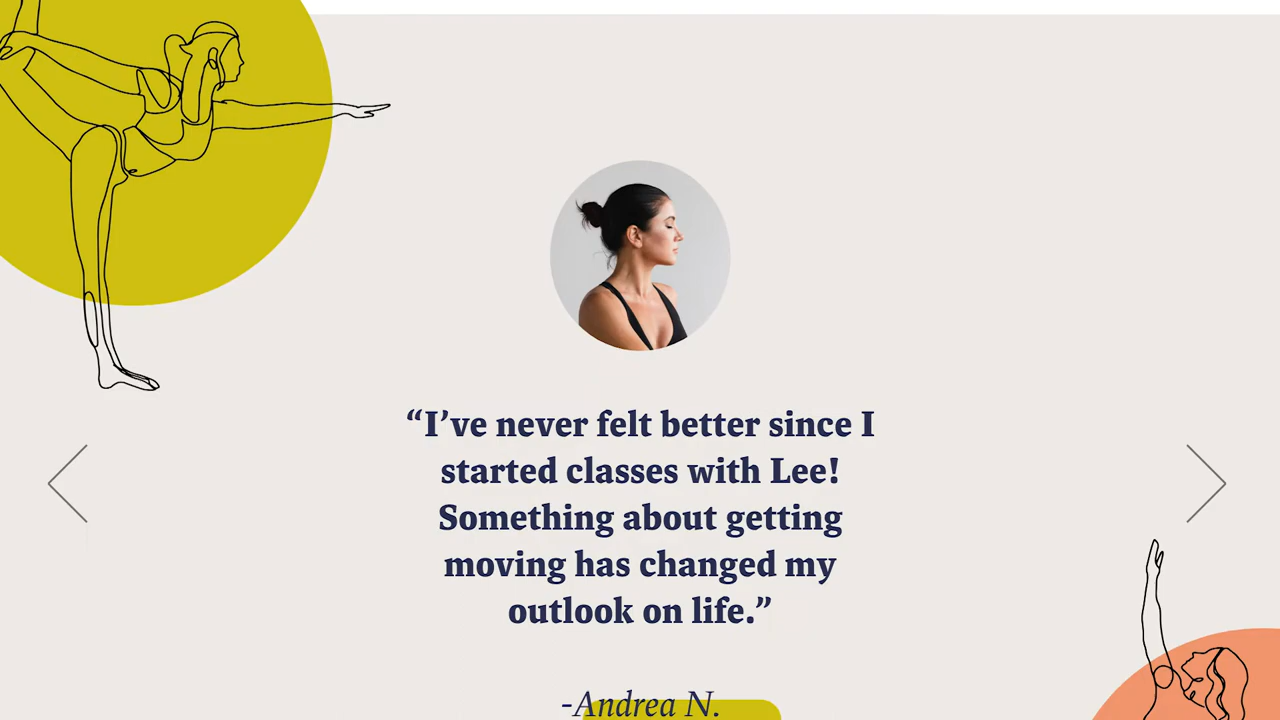 “I’ve never felt better since I
started classes with Lee!
Something about getting
moving has changed my
outlook on life.”
-Andrea N.